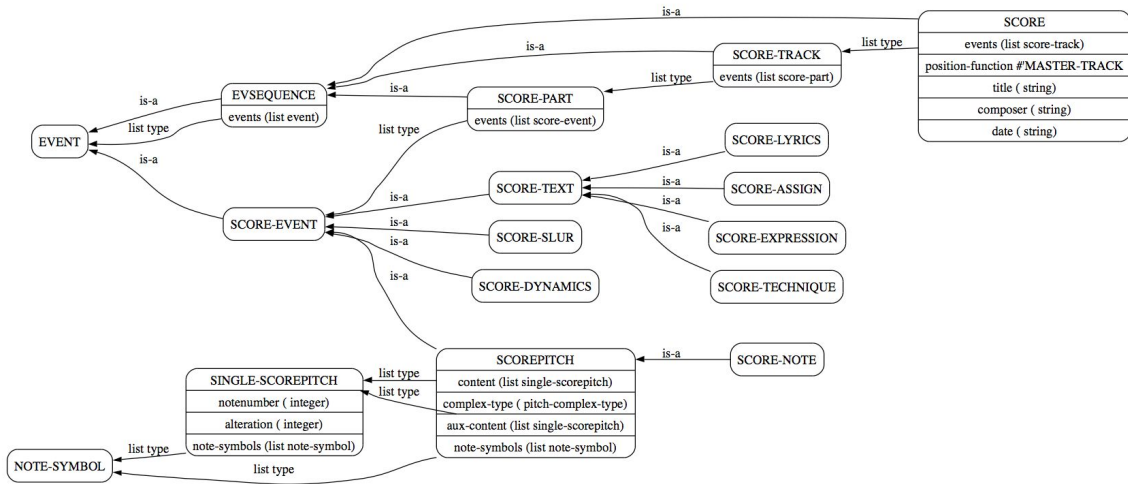 is-a
SCORE
events (list score-track)
position-function #'MASTER-TRACK
title ( string)
composer ( string)
date ( string)
list type
is-a
SCORE-TRACK
events (list score-part)
list type
is-a
SCORE-PART
events (list score-event)
EVSEQUENCE
events (list event)
is-a
list type
EVENT
is-a
list type
is-a
SCORE-LYRICS
is-a
SCORE-ASSIGN
is-a
SCORE-EXPRESSION
is-a
SCORE-TECHNIQUE
SCORE-TEXT
is-a
SCORE-EVENT
is-a
SCORE-SLUR
is-a
SCORE-DYNAMICS
is-a
SCOREPITCH
content (list single-scorepitch)
complex-type ( pitch-complex-type)
aux-content (list single-scorepitch)
note-symbols (list note-symbol)
is-a
SCORE-NOTE
list type
list type
SINGLE-SCOREPITCH
notenumber ( integer)
alteration ( integer)
note-symbols (list note-symbol)
list type
NOTE-SYMBOL
list type